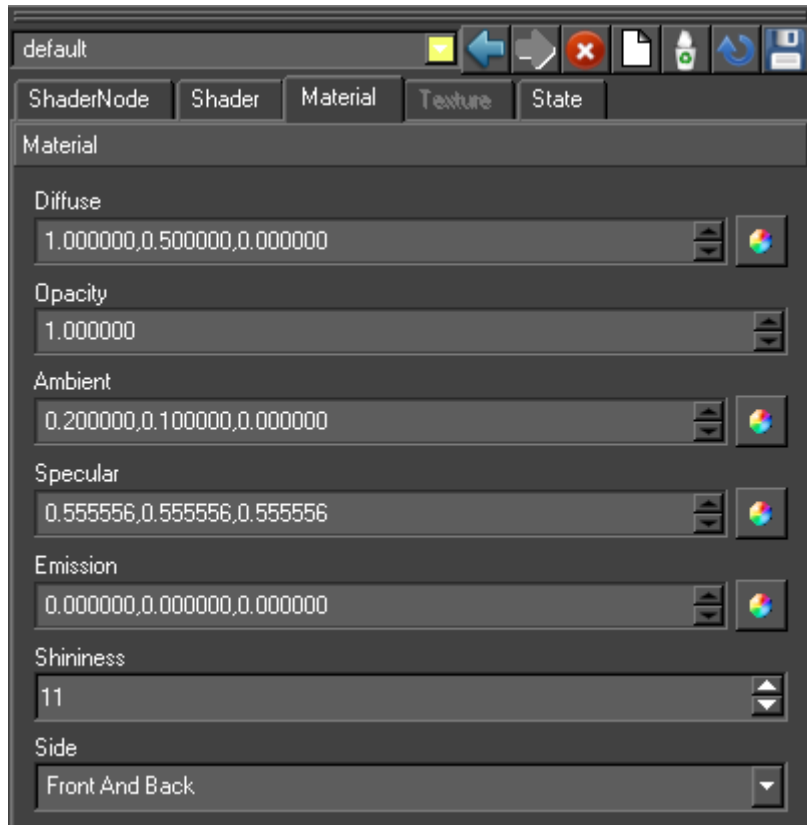 default
ShaderNode Shader Material Texture State
Material
Diffuse
1.000000,0.500000,0.000000
Opacity
1.000000
Ambient
0.200000,0.100000,0.000000
Specular
0.555556,0.555556,0.555556
Emission
0.000000,0.000000,0.000000
Shininess
11
Side
Front And Back